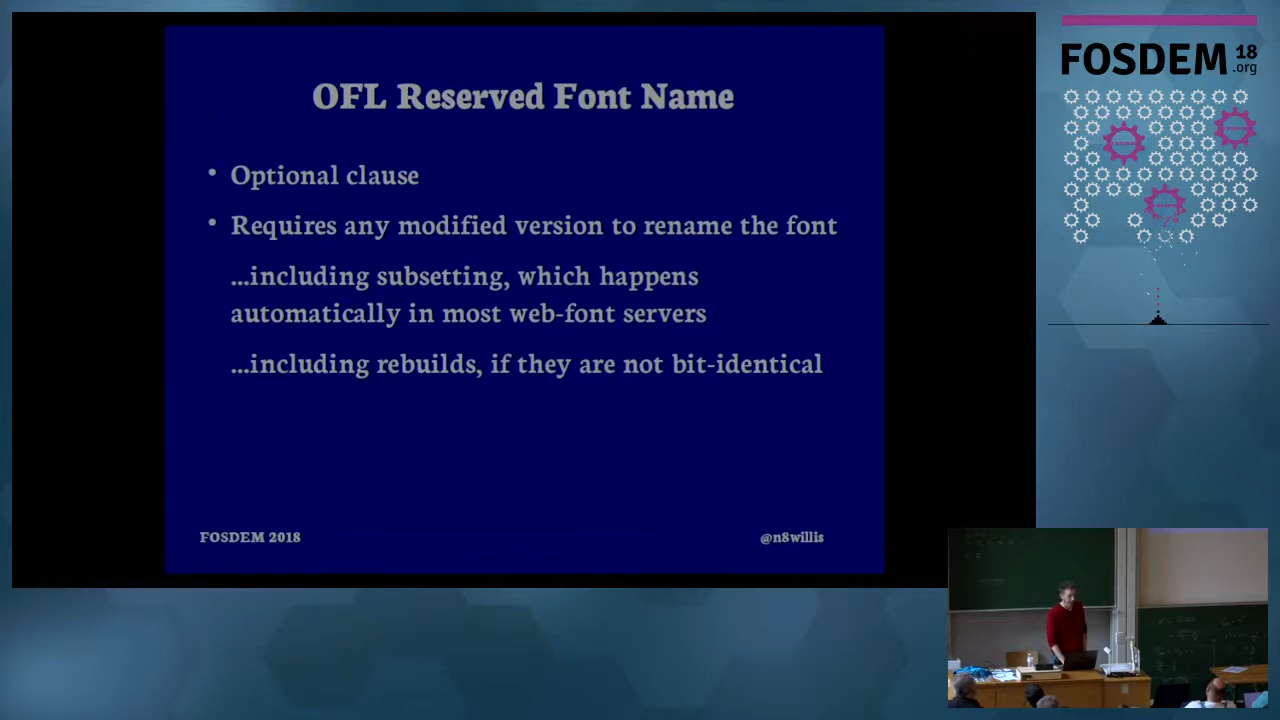 OFL Reserved Font Name
• Optional clause
• Requires any modified version to rename the font
...including subsetting, which happens
automatically in most web-font servers
...including rebuilds, if they are not bit-identical
FOSDEM 2018
@n8willis
FOSDEM 18
.org